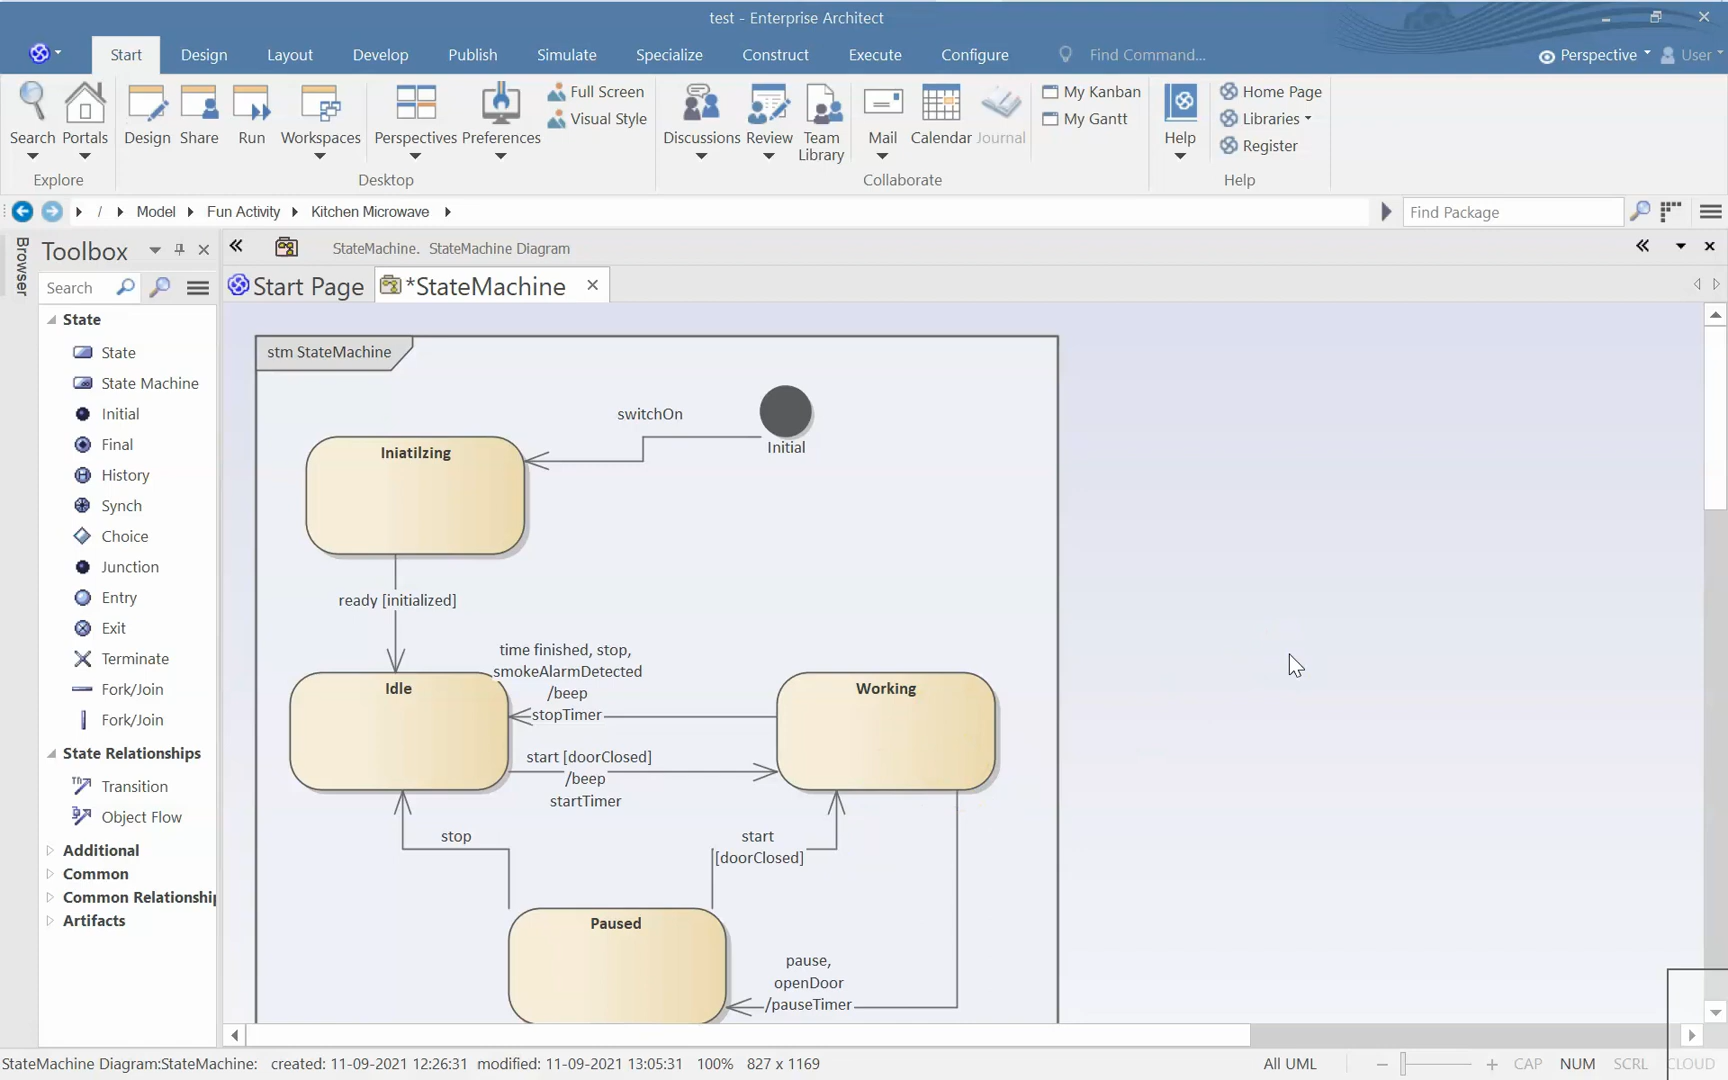 test - Enterprise Architect
Start Design Layout Develop Publish Simulate Specialize Construct Execute Configure Find Command... Perspective User
Search Portals Design Share Run Workspaces Perspectives Preferences Full Screen Discussions Review Team Library Mail Calendar Journal My Kanban Help Home Page
Visual Style My Gantt Libraries
Register
Explore Desktop Collaborate Help
/ Model Fun Activity Kitchen Microwave Find Package
Browser
Toolbox
StateMachine. StateMachine Diagram
Search
Start Page *StateMachine
State
State
State Machine
Initial
Final
History
Synch
Choice
Junction
Entry
Exit
Terminate
Fork/Join
Fork/Join
State Relationships
Transition
Object Flow
Additional
Common
Common Relationship
Artifacts
stm StateMachine
switchOn
Initial
Iniatilzing
ready [initialized]
time finished, stop,
smokeAlarmDetected
/beep
stopTimer
Idle
Working
start [doorClosed]
/beep
startTimer
stop
start
[doorClosed]
Paused
pause,
openDoor
/pauseTimer
StateMachine Diagram:StateMachine: created: 11-09-2021 12:26:31 modified: 11-09-2021 13:05:31 100% 827 x 1169 All UML CAP NUM SCRL CLOUD